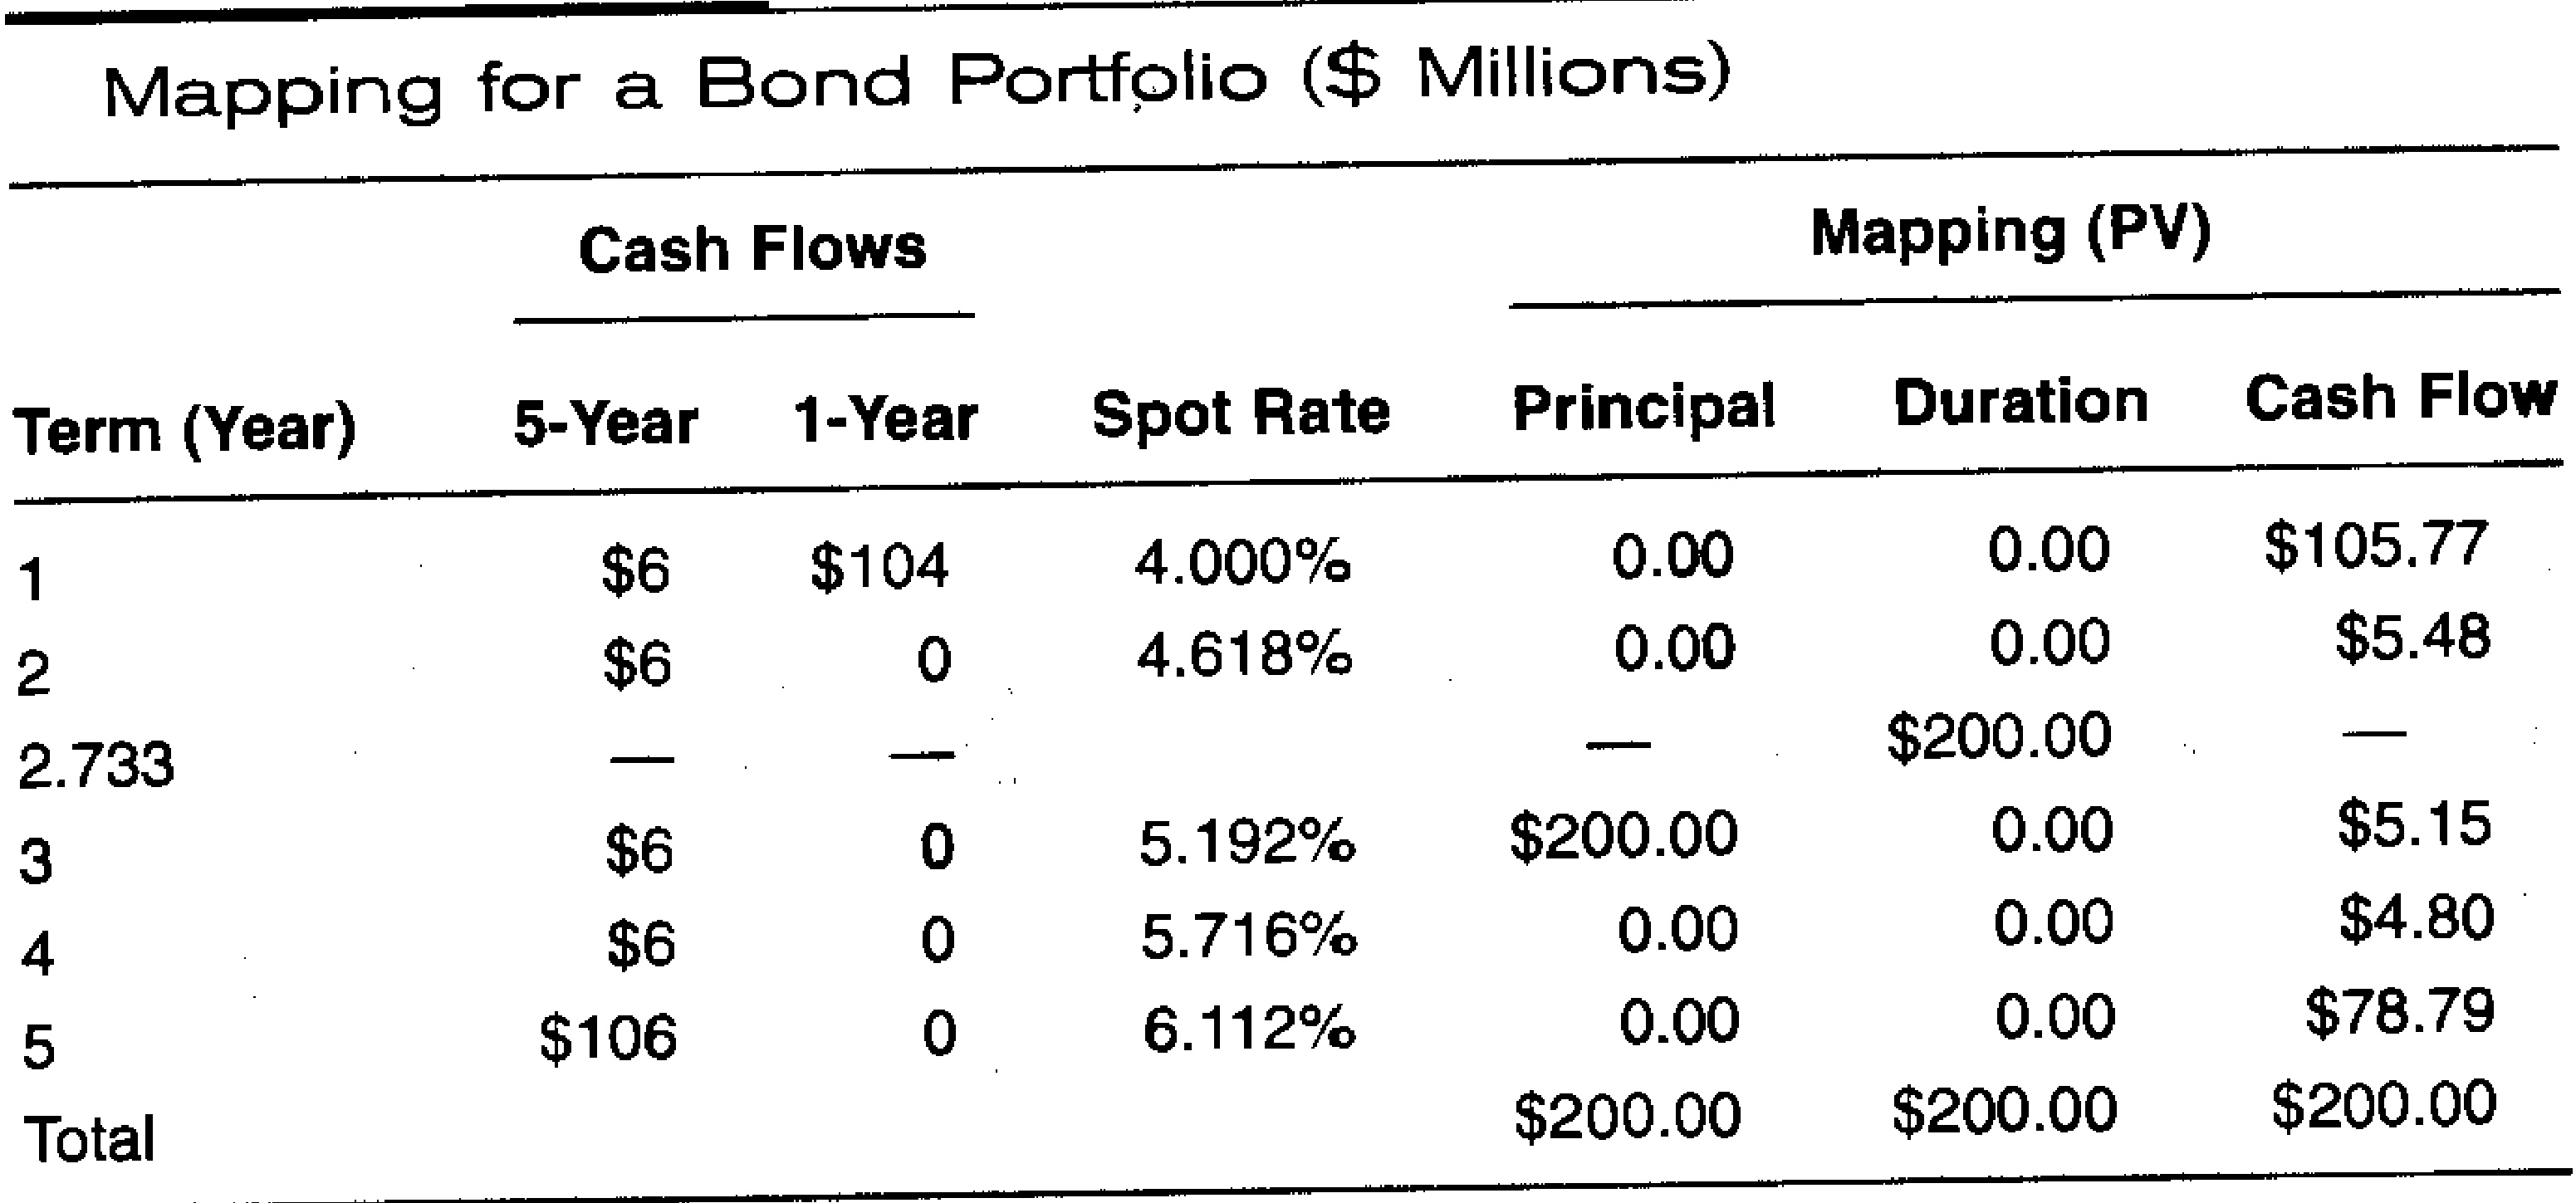 Mapping for a Bond Portfolio ($ Millions)
Cash Flows Mapping (PV)
Term (Year) 5-Year 1-Year Spot Rate Principal Duration Cash Flow
1 $6 $104 4.000% 0.00 0.00 $105.77
2 $6 0 4.618% 0.00 0.00 $5.48
2.733 — — — $200.00 —
3 $6 0 5.192% $200.00 0.00 $5.15
4 $6 0 5.716% 0.00 0.00 $4.80
5 $106 0 6.112% 0.00 0.00 $78.79
Total $200.00 $200.00 $200.00